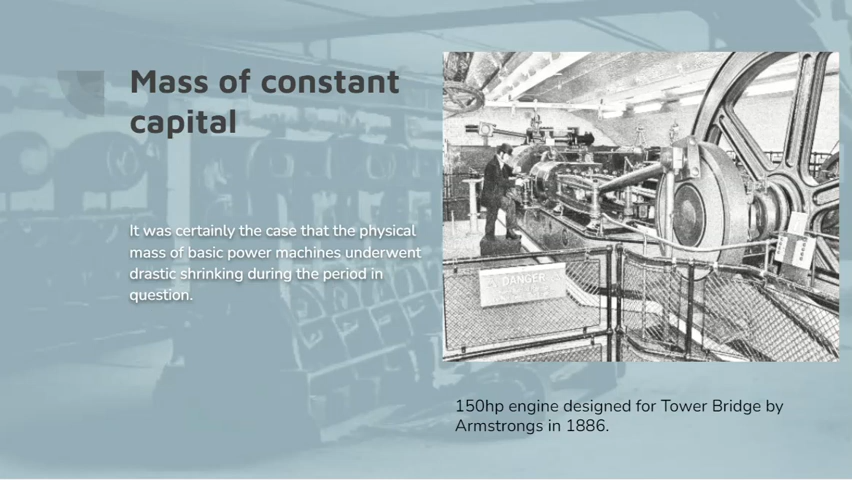 Mass of constant
capital
It was certainly the case that the physical
mass of basic power machines underwent
drastic shrinking during the period in
question.
DANGER
150hp engine designed for Tower Bridge by
Armstrongs in 1886.